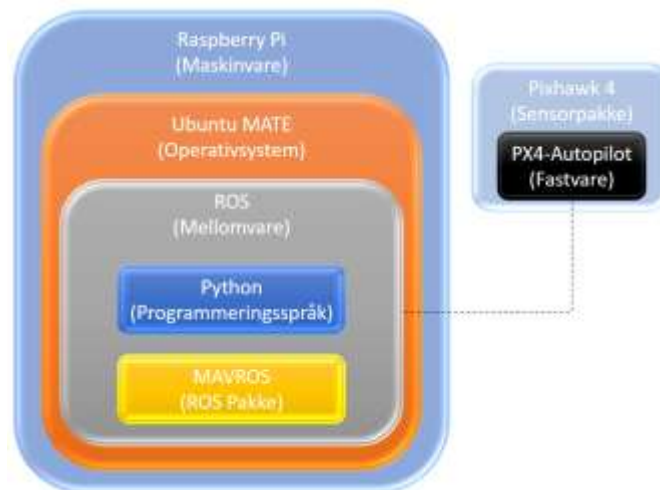 Raspberry Pi
(Maskinvare)
Ubuntu MATE
(Operativsystem)
ROS
(Mellomvare)
Python
(Programmeringsspråk)
MAVROS
(ROS Pakke)
Pixhawk 4
(Sensorpakke)
PX4-Autopilot
(Fastvare)